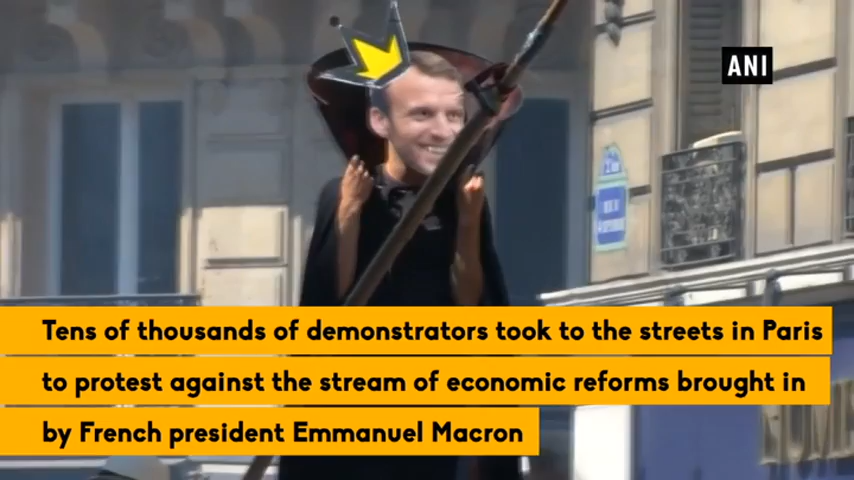 ANI
Tens of thousands of demonstrators took to the streets in Paris
to protest against the stream of economic reforms brought in
by French president Emmanuel Macron